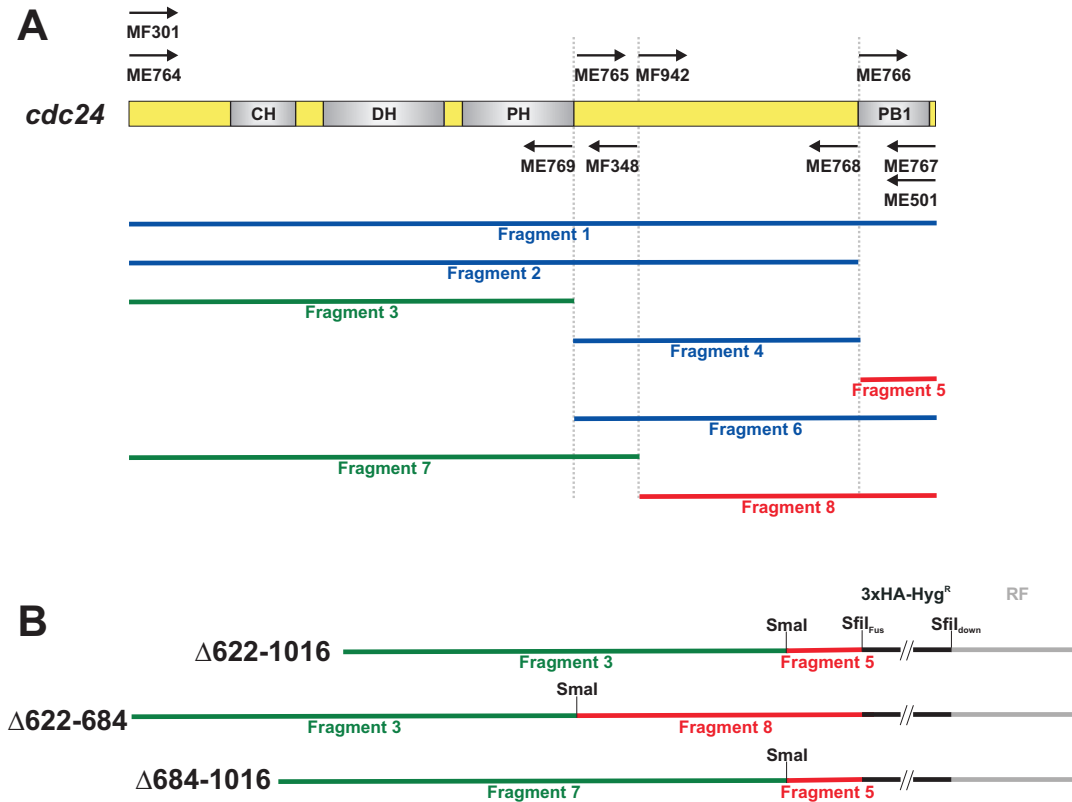 A
MF301
ME764
ME765 MF942 ME766
cdc24
CH DH PH PB1
ME769 MF348 ME768 ME767
ME501
Fragment 1
Fragment 2
Fragment 3
Fragment 4
Fragment 5
Fragment 6
Fragment 7
Fragment 8
B
3xHA-Hyg^R RF
SmaI SfiI_Fus SfiI_down
Δ622-1016
Fragment 3 Fragment 5
SmaI
Δ622-684
Fragment 3 Fragment 8
SmaI
Δ684-1016
Fragment 7 Fragment 5